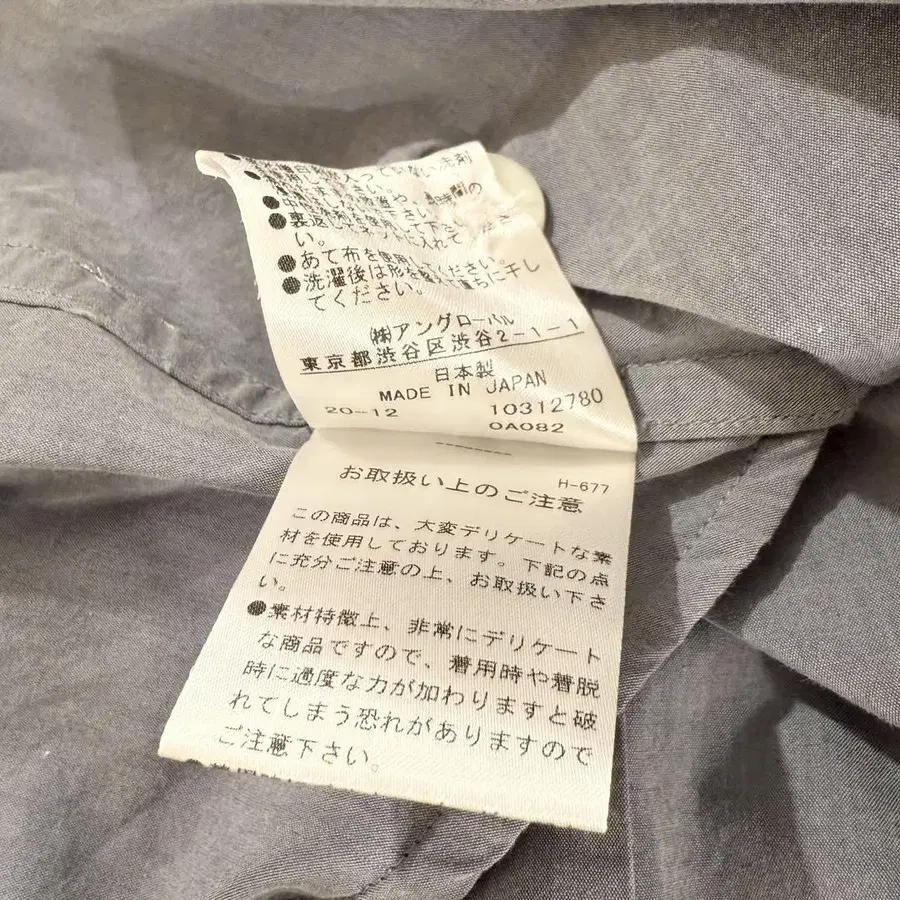 い。
●あて布を使用してください。
●洗濯後は形を整えて直ちに干し
てください。
㈱アングローバル
東京都渋谷区渋谷2-1-1
日本製
MADE IN JAPAN
20-12 10312780
0A082
H-677
お取扱い上のご注意
この商品は、大変デリケートな素
材を使用しております。下記の点
に充分ご注意の上、お取扱い下さ
い。
●素材特徴上、非常にデリケート
な商品ですので、着用時や着脱
時に過度な力が加わりますと破
れてしまう恐れがありますので
ご注意下さい。